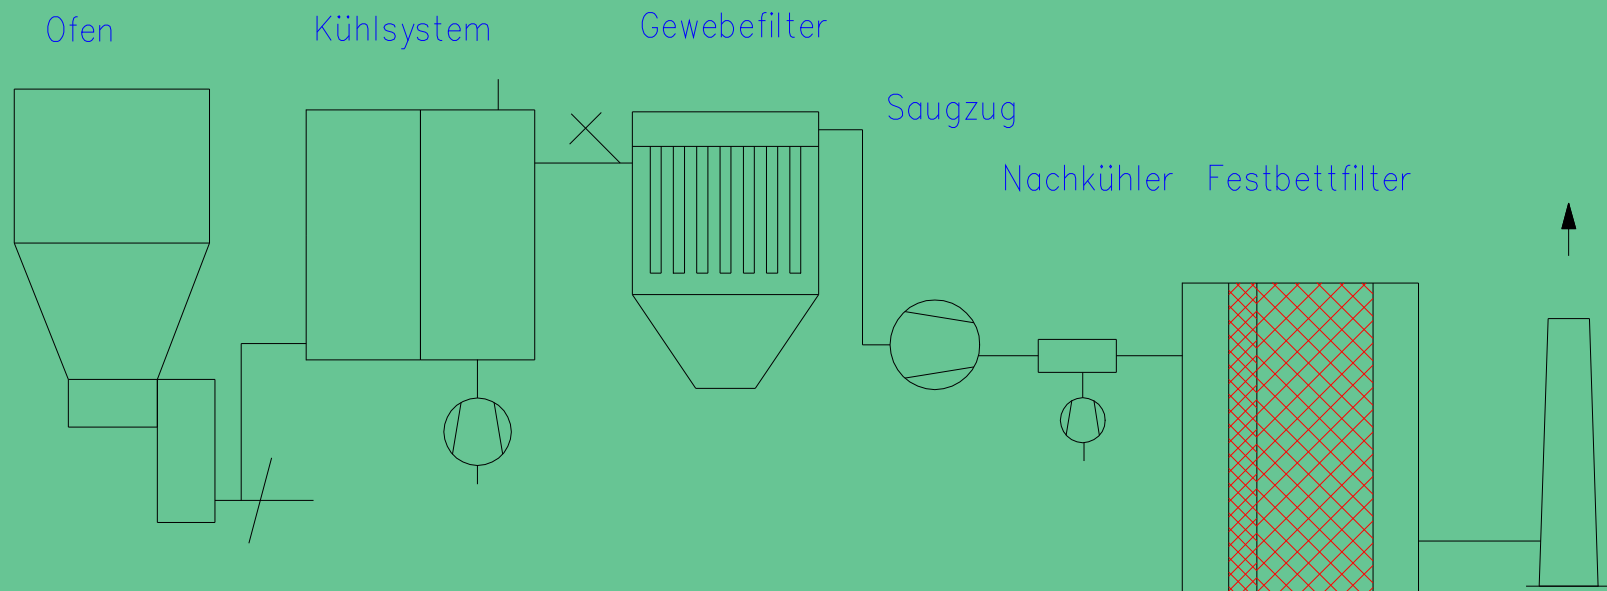 Ofen
Kühlsystem
Gewebefilter
Saugzug
Nachkühler
Festbettfilter